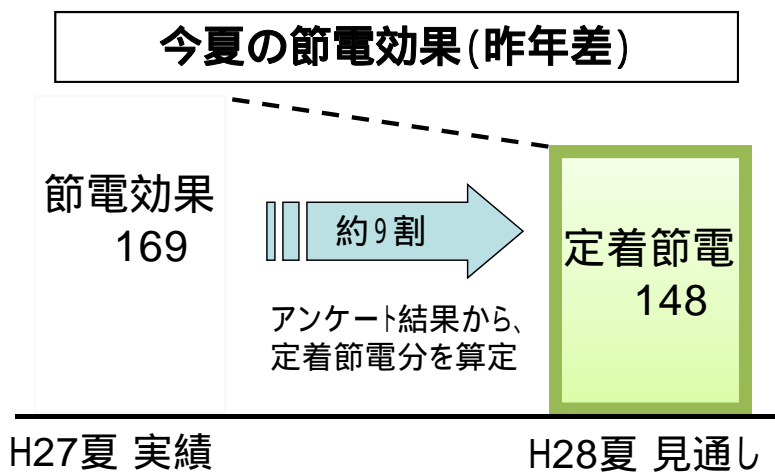 今夏の節電効果(昨年差)
節電効果
169
約9割
アンケート結果から、
定着節電分を算定
定着節電
148
H27夏 実績
H28夏 見通し